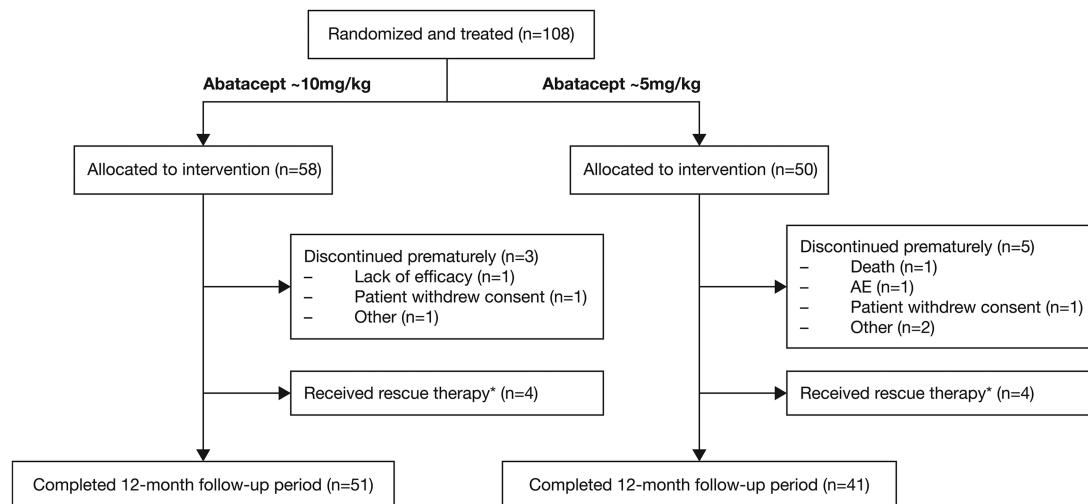 Randomized and treated (n=108)
Abatacept ~10mg/kg
Abatacept ~5mg/kg
Allocated to intervention (n=58)
Allocated to intervention (n=50)
Discontinued prematurely (n=3)
– Lack of efficacy (n=1)
– Patient withdrew consent (n=1)
– Other (n=1)
Discontinued prematurely (n=5)
– Death (n=1)
– AE (n=1)
– Patient withdrew consent (n=1)
– Other (n=2)
Received rescue therapy* (n=4)
Received rescue therapy* (n=4)
Completed 12-month follow-up period (n=51)
Completed 12-month follow-up period (n=41)